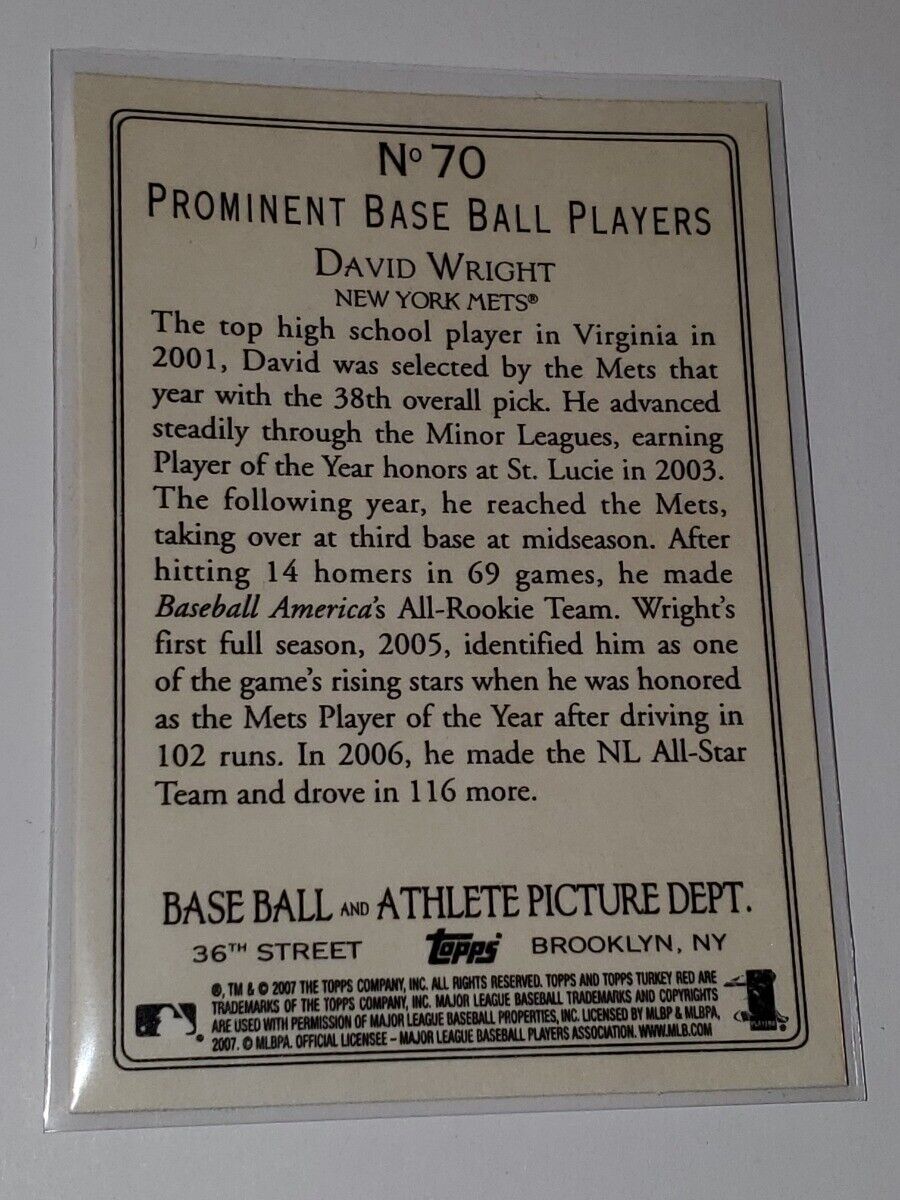 No 70
PROMINENT BASE BALL PLAYERS
DAVID WRIGHT
NEW YORK METS®
The top high school player in Virginia in
2001, David was selected by the Mets that
year with the 38th overall pick. He advanced
steadily through the Minor Leagues, earning
Player of the Year honors at St. Lucie in 2003.
The following year, he reached the Mets,
taking over at third base at midseason. After
hitting 14 homers in 69 games, he made
Baseball America's All-Rookie Team. Wright's
first full season, 2005, identified him as one
of the game's rising stars when he was honored
as the Mets Player of the Year after driving in
102 runs. In 2006, he made the NL All-Star
Team and drove in 116 more.
BASE BALL AND ATHLETE PICTURE DEPT.
36TH STREET Topps BROOKLYN, NY
®, TM & © 2007 THE TOPPS COMPANY, INC. ALL RIGHTS RESERVED. TOPPS AND TOPPS TURKEY RED ARE
TRADEMARKS OF THE TOPPS COMPANY, INC. MAJOR LEAGUE BASEBALL TRADEMARKS AND COPYRIGHTS
ARE USED WITH PERMISSION OF MAJOR LEAGUE BASEBALL PROPERTIES, INC. LICENSED BY MLBP & MLBPA,
2007. © MLBPA. OFFICIAL LICENSEE – MAJOR LEAGUE BASEBALL PLAYERS ASSOCIATION. WWW.MLB.COM
PLAYERS